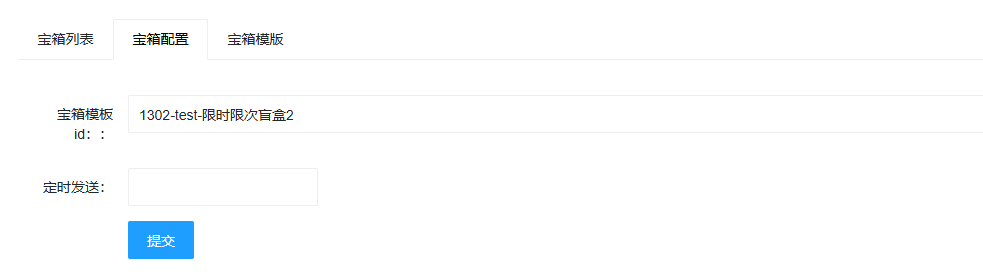 宝箱列表 宝箱配置 宝箱模版
宝箱模板
id：：
1302-test-限时限次盲盒2
定时发送：
提交